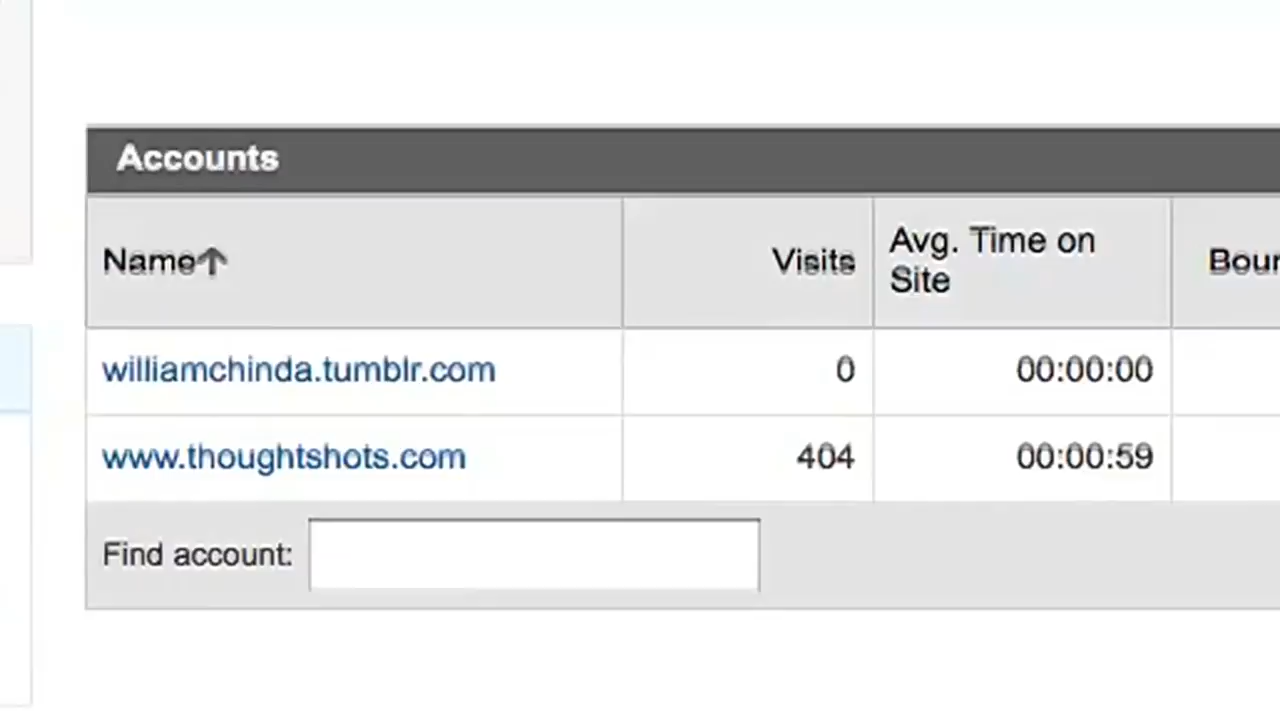 Accounts
Name↑ Visits Avg. Time on Site
williamchinda.tumblr.com 0 00:00:00
www.thoughtshots.com 404 00:00:59
Find account: